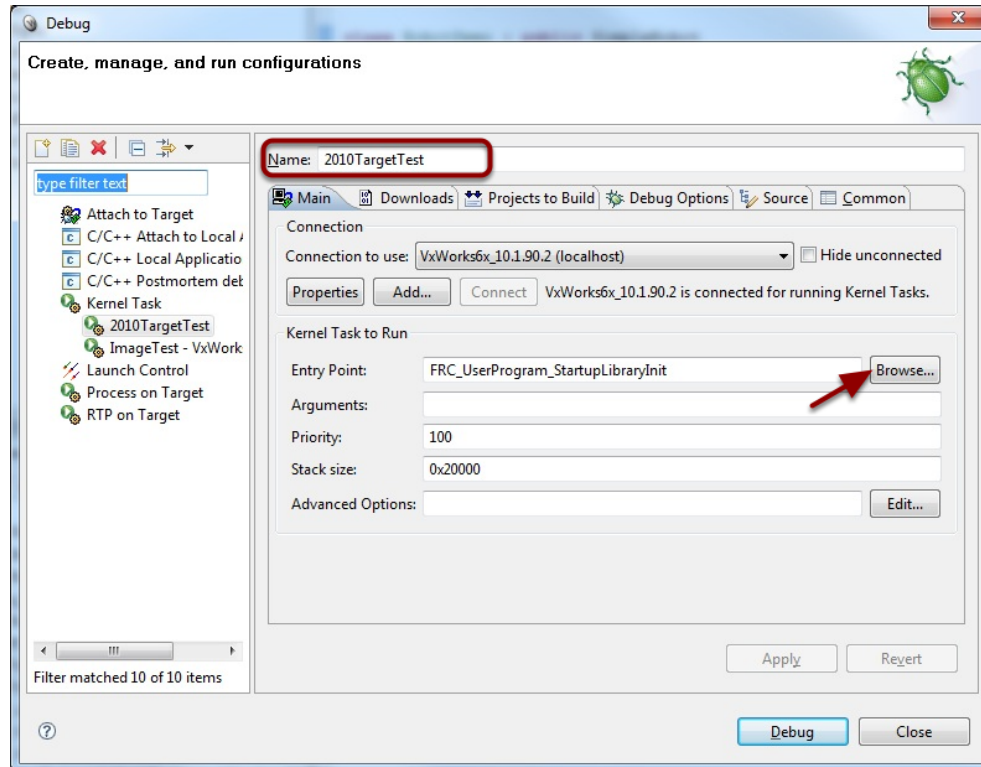 Debug
Create, manage, and run configurations
type filter text
Attach to Target
C/C++ Attach to Local
C/C++ Local Applicatio
C/C++ Postmortem deb
Kernel Task
2010TargetTest
ImageTest - VxWork
Launch Control
Process on Target
RTP on Target
Filter matched 10 of 10 items
Name: 2010TargetTest
Main Downloads Projects to Build Debug Options Source Common
Connection
Connection to use: VxWorks6x_10.1.90.2 (localhost) Hide unconnected
Properties Add... Connect VxWorks6x_10.1.90.2 is connected for running Kernel Tasks.
Kernel Task to Run
Entry Point: FRC_UserProgram_StartupLibraryInit Browse...
Arguments:
Priority: 100
Stack size: 0x20000
Advanced Options: Edit...
Apply Revert
Debug Close